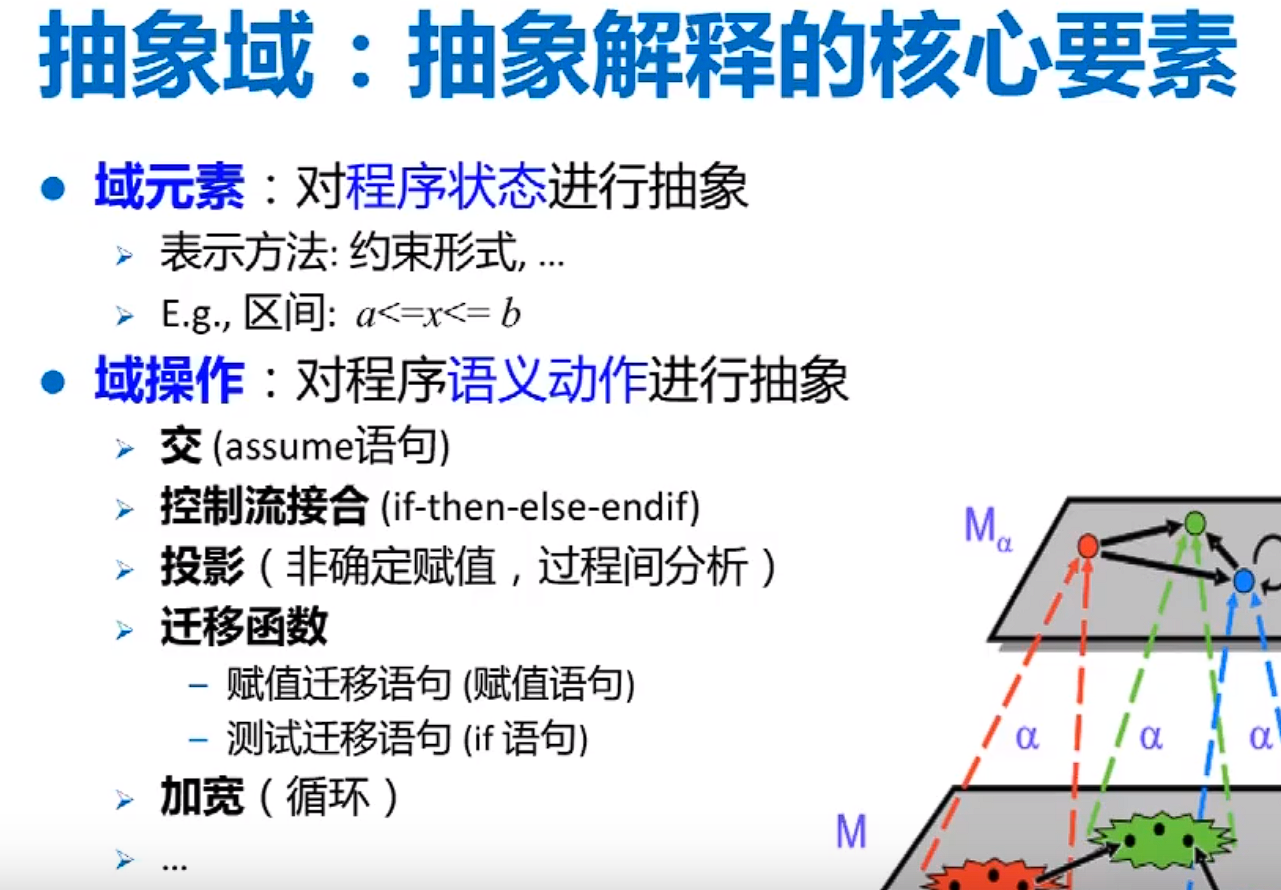 抽象域：抽象解释的核心要素
域元素：对程序状态进行抽象
表示方法: 约束形式, ...
E.g., 区间: a<=x<= b
域操作：对程序语义动作进行抽象
交 (assume语句)
控制流接合 (if-then-else-endif)
投影（非确定赋值，过程间分析）
迁移函数
– 赋值迁移语句 (赋值语句)
– 测试迁移语句 (if 语句)
加宽（循环）
...
Mα
α α α
M